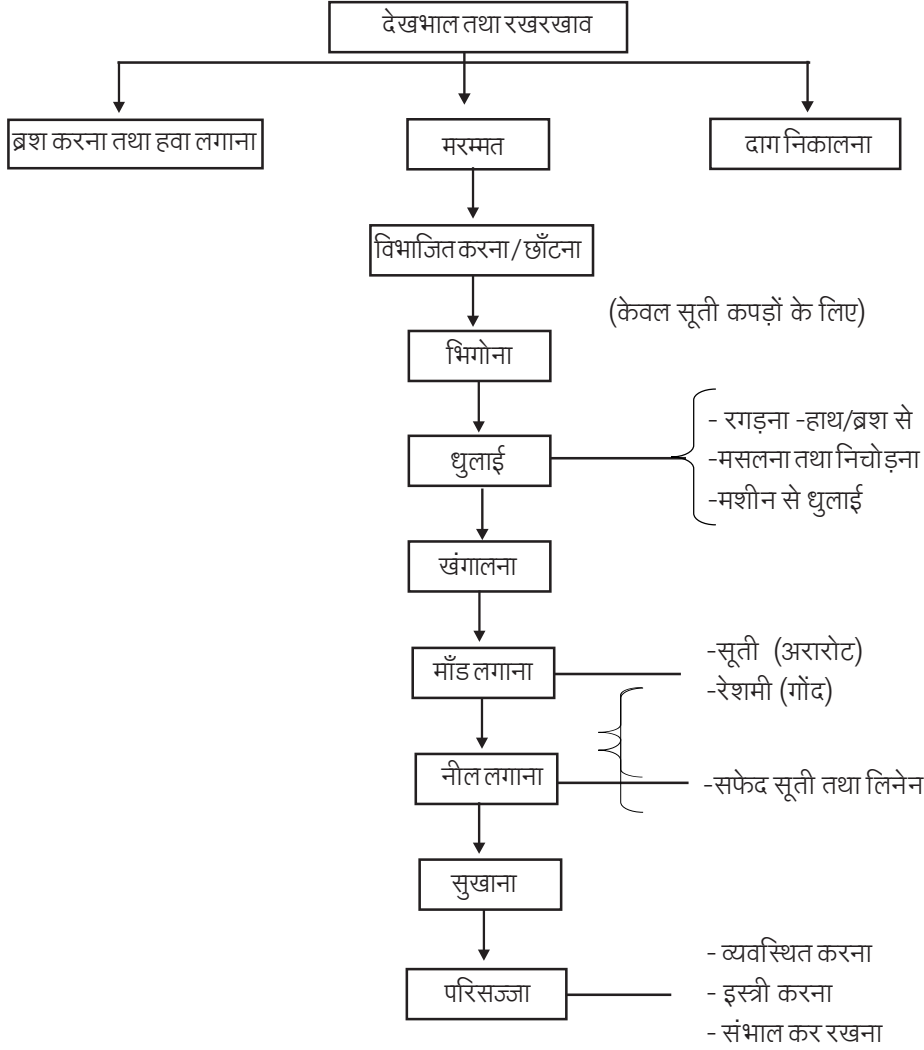 देखभाल तथा रखरखाव
ब्रश करना तथा हवा लगाना
मरम्मत
दाग निकालना
विभाजित करना / छाँटना
(केवल सूती कपड़ों के लिए)
भिगोना
धुलाई
- रगड़ना -हाथ/ब्रश से
-मसलना तथा निचोड़ना
-मशीन से धुलाई
खंगालना
माँड लगाना
-सूती (अरारोट)
-रेशमी (गोंद)
नील लगाना
-सफेद सूती तथा लिनेन
सुखाना
परिसज्जा
- व्यवस्थित करना
- इस्त्री करना
- संभाल कर रखना